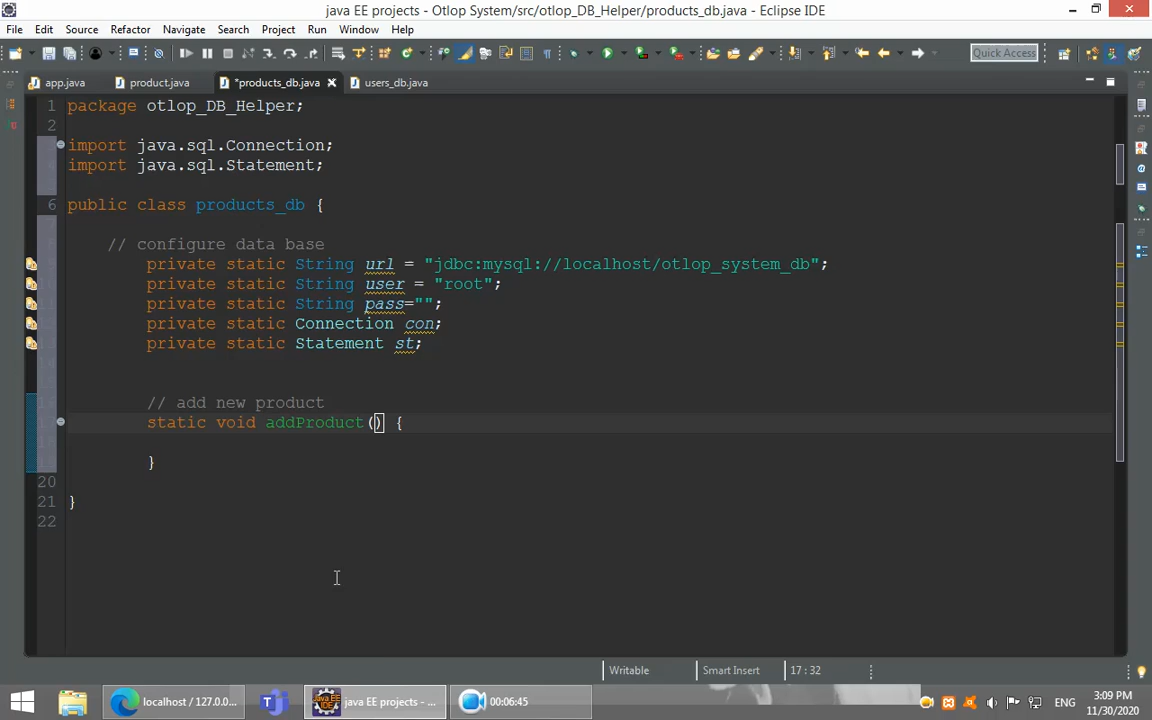 java EE projects - Otlop System/src/otlop_DB_Helper/products_db.java - Eclipse IDE
File Edit Source Refactor Navigate Search Project Run Window Help
Quick Access
app.java product.java *products_db.java users_db.java
1 package otlop_DB_Helper;
2
import java.sql.Connection;
import java.sql.Statement;
6 public class products_db {
// configure data base
private static String url = "jdbc:mysql://localhost/otlop_system_db";
private static String user = "root";
private static String pass="";
private static Connection con;
private static Statement st;
// add new product
static void addProduct() {
}
20
21 }
22
Writable Smart Insert 17 : 32
localhost / 127.0.0... java EE projects - ... 00:06:45 ENG 3:09 PM
11/30/2020